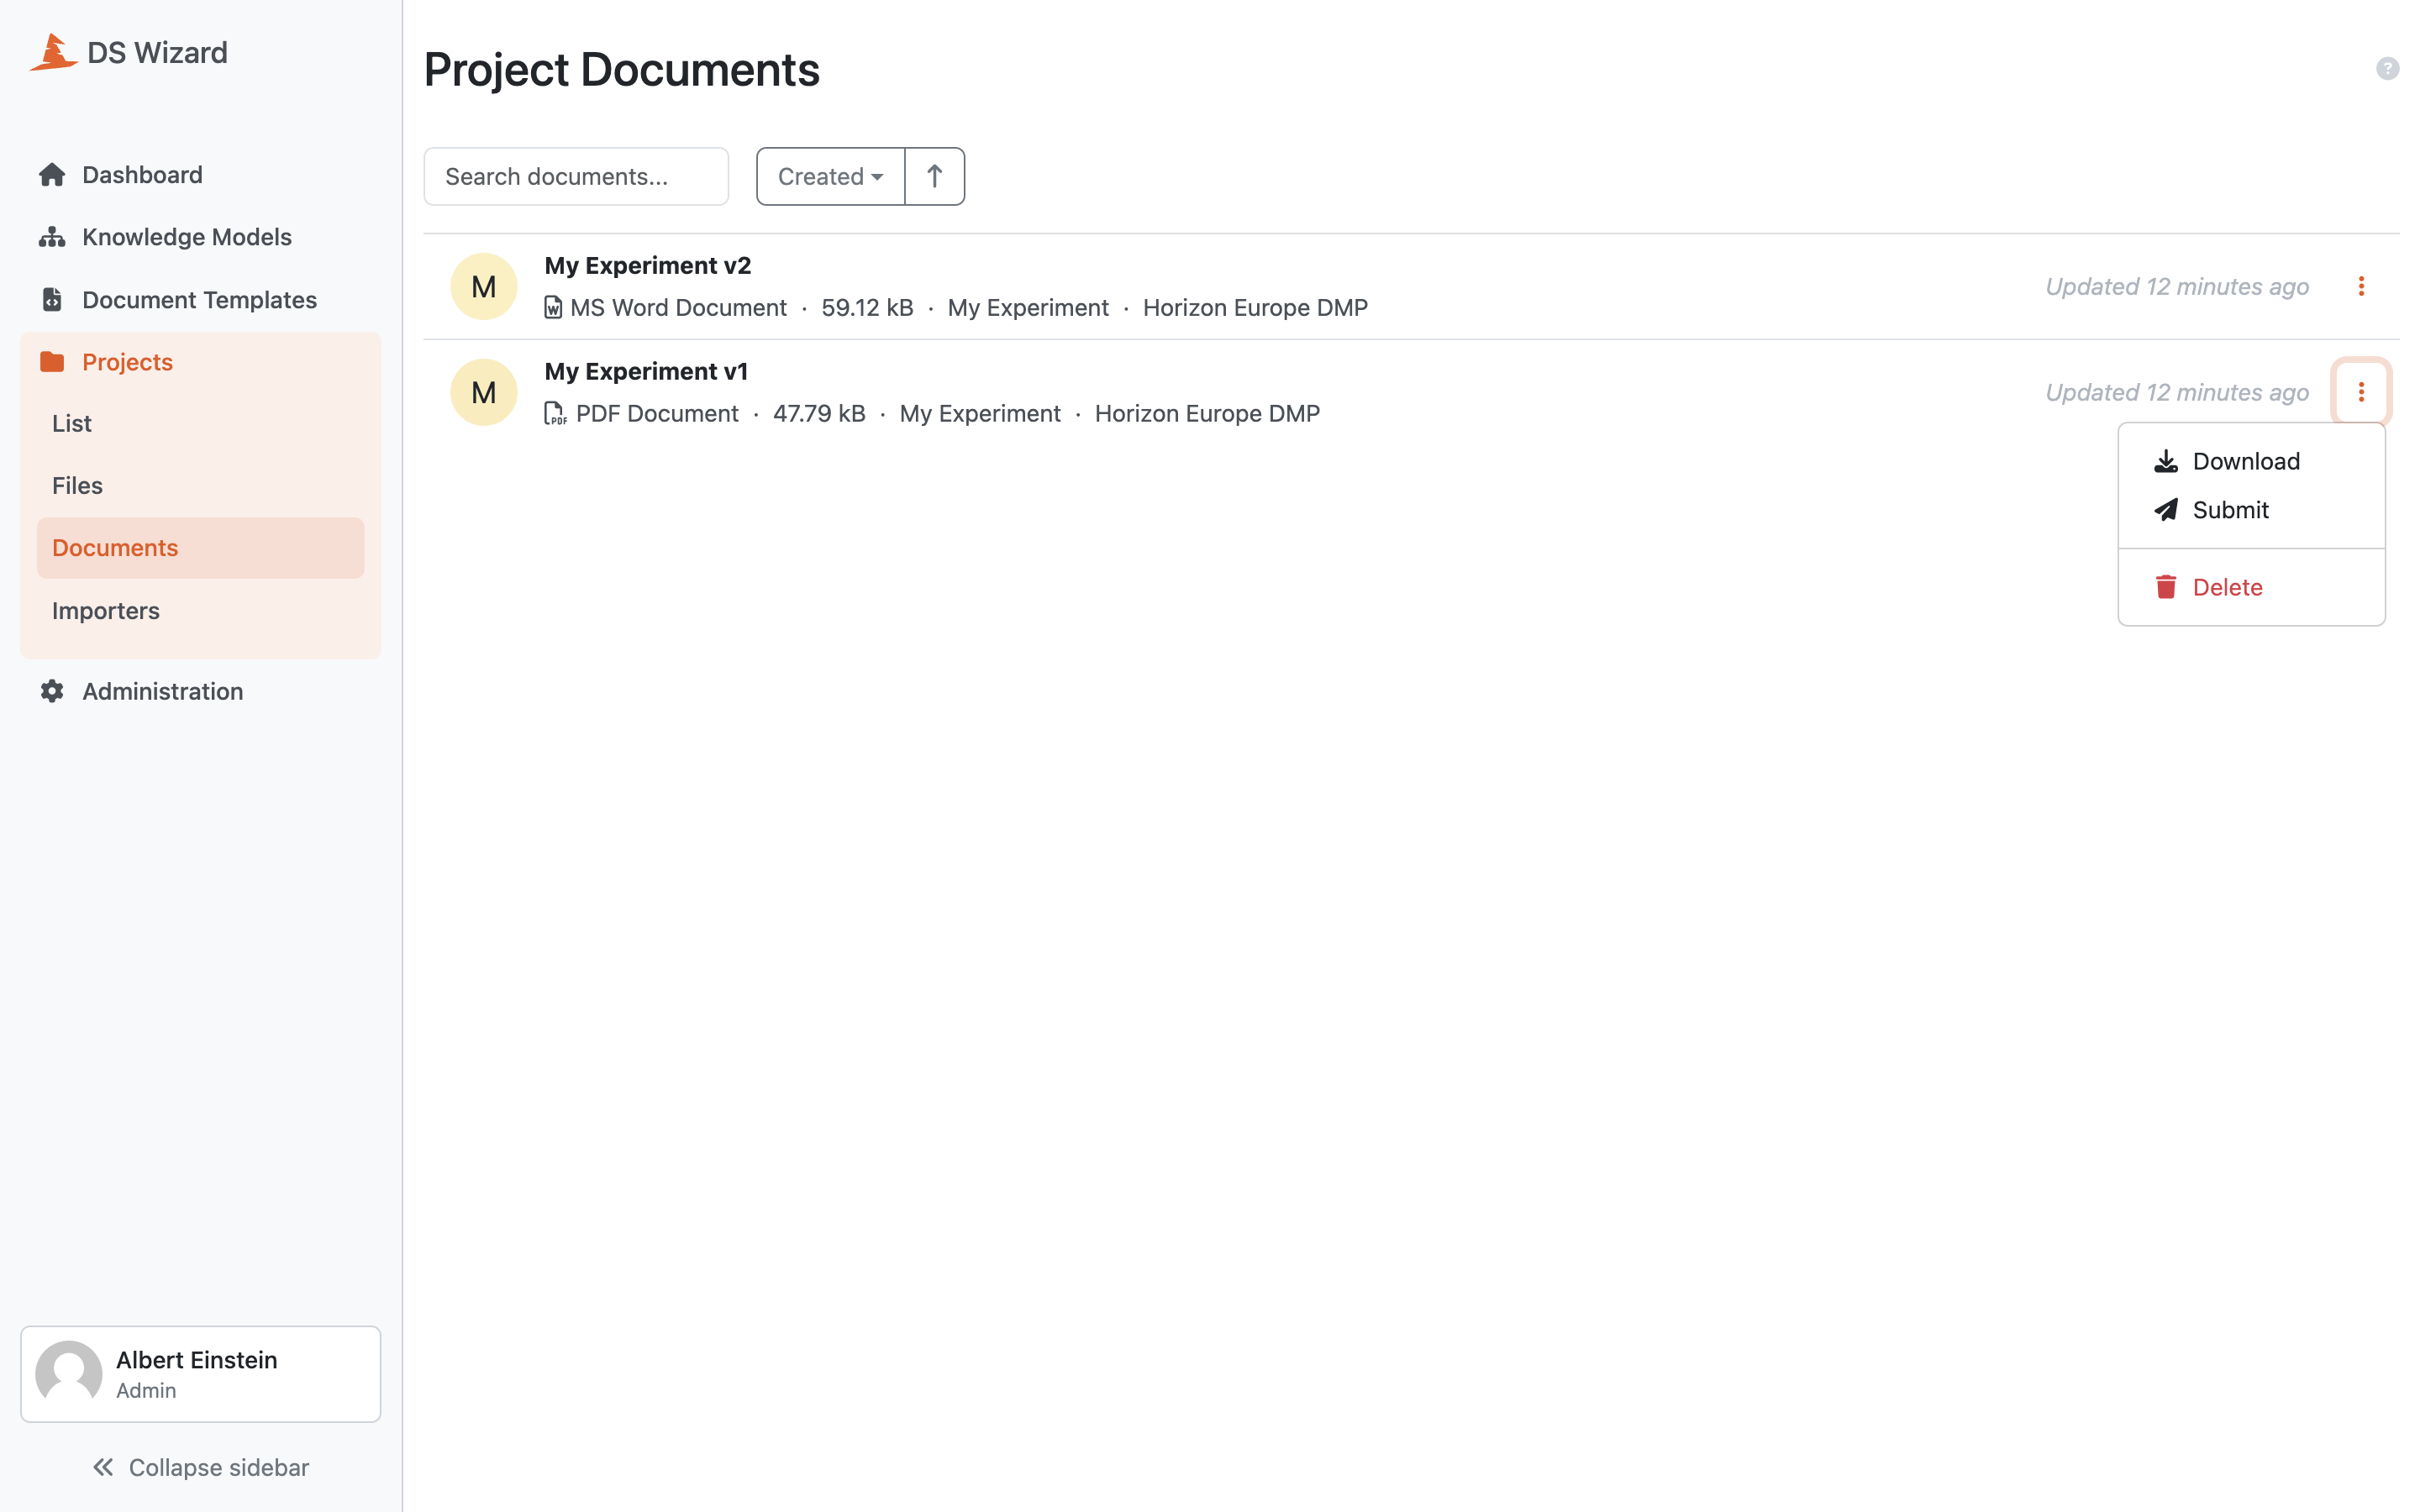 DS Wizard
Dashboard
Knowledge Models
Document Templates
Projects
List
Files
Documents
Importers
Administration
Albert Einstein
Admin
Collapse sidebar
Project Documents
?
Search documents...
Created
M
My Experiment v2
W MS Word Document · 59.12 kB · My Experiment · Horizon Europe DMP
Updated 12 minutes ago
M
My Experiment v1
PDF PDF Document · 47.79 kB · My Experiment · Horizon Europe DMP
Updated 12 minutes ago
Download
Submit
Delete